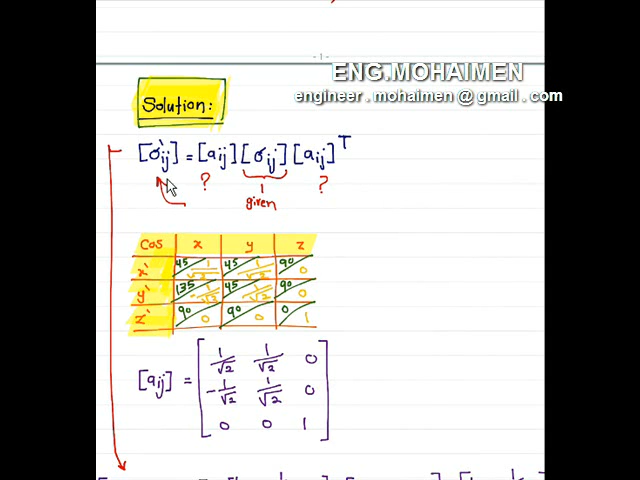 - 1 -
ENG.MOHAIMEN
engineer . mohaimen @ gmail . com
Solution:
[σ'ij] = [aij] [σij] [aij]ᵀ
? ?
given
Cos x y z
x' 45 1/√2 45 1/√2 90 0
y' 135 -1/√2 45 1/√2 90 0
z' 90 0 90 0 0 1
[aij] = [ 1/√2 1/√2 0
-1/√2 1/√2 0
0 0 1 ]